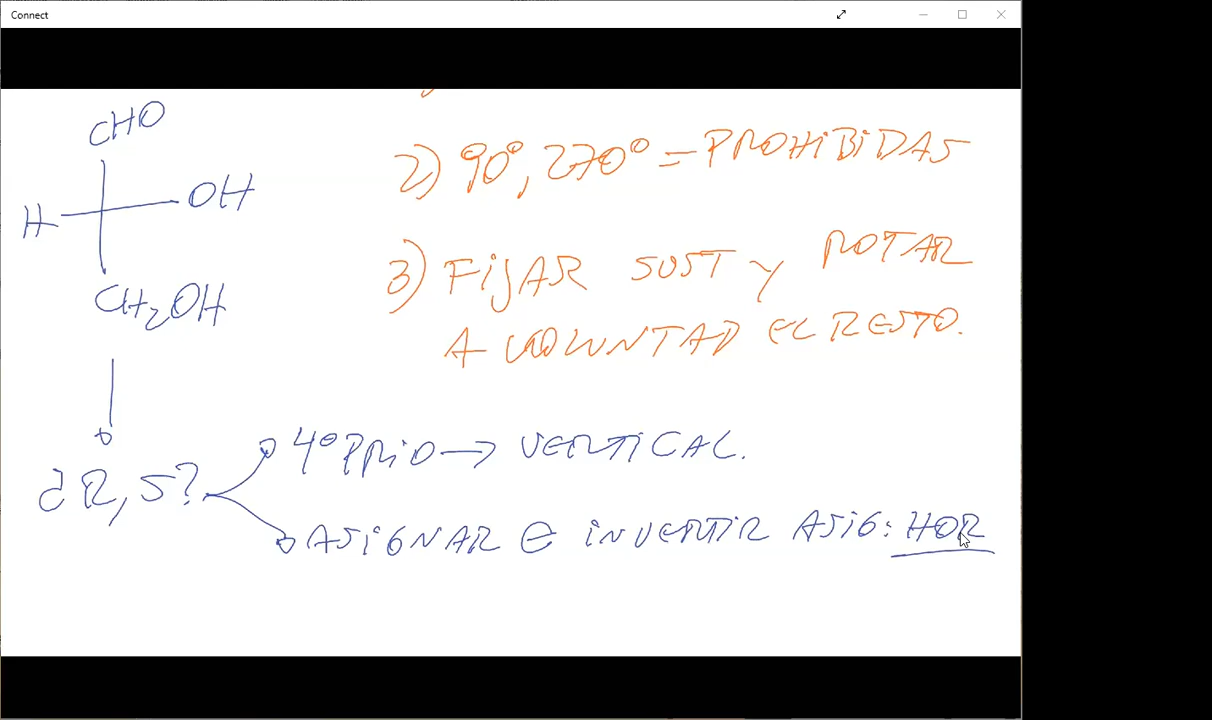 Connect
CHO
H OH
CH2OH
2) 90°, 270° = PROHIBIDAS
3) FIJAR SUST Y ROTAR
A VOLUNTAD EL RESTO.
4° PRIO → VERTICAL.
¿R, S?
ASIGNAR E INVERTIR ASIG: HOR